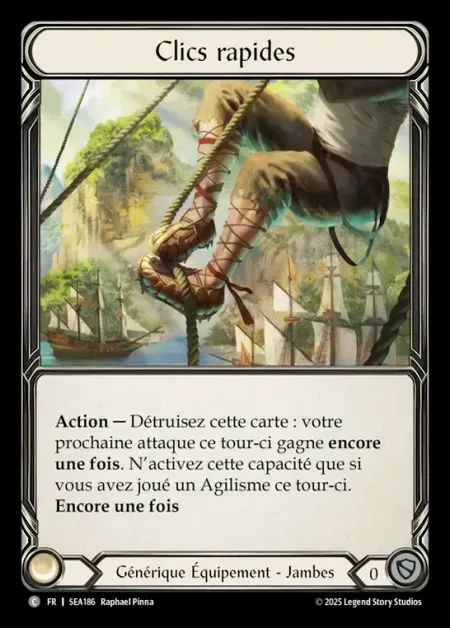 Clics rapides
Action — Détruisez cette carte : votre
prochaine attaque ce tour-ci gagne encore
une fois. N’activez cette capacité que si
vous avez joué un Agilisme ce tour-ci.
Encore une fois
Générique Équipement - Jambes
0
C FR | SEA186 Raphael Pinna
© 2025 Legend Story Studios